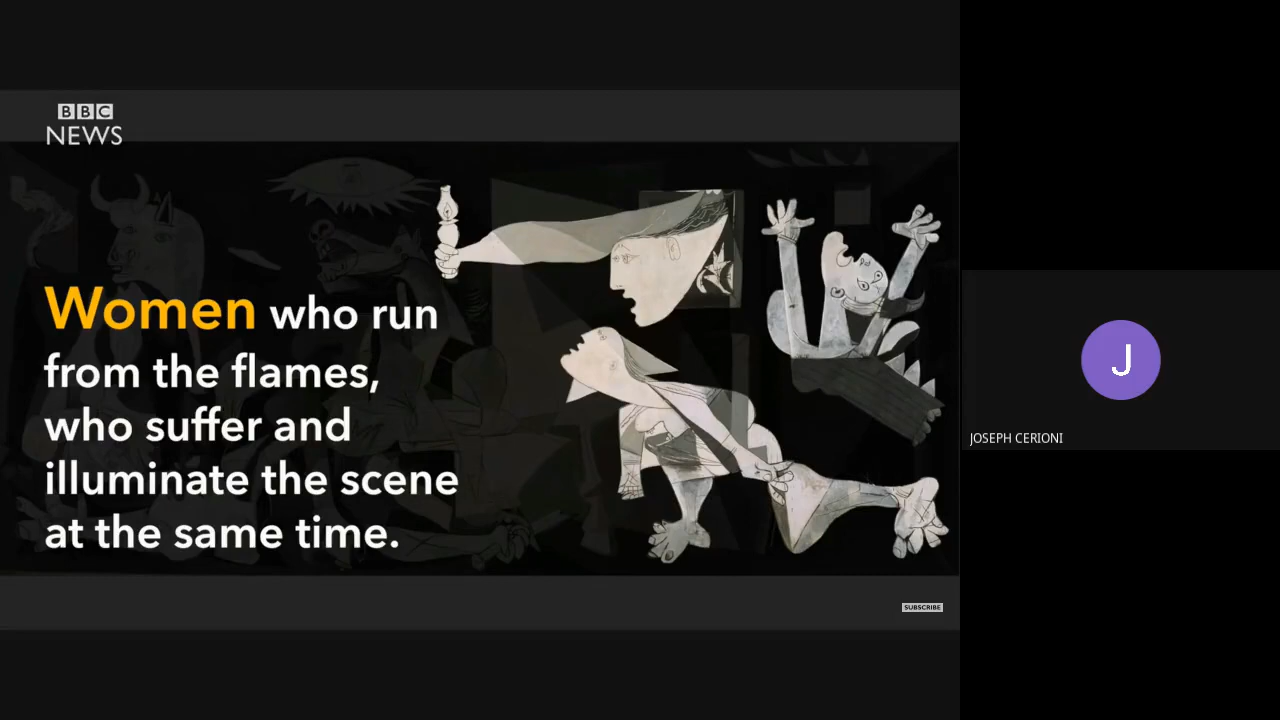 BBC
NEWS
Women who run
from the flames,
who suffer and
illuminate the scene
at the same time.
SUBSCRIBE
J
JOSEPH CERIONI